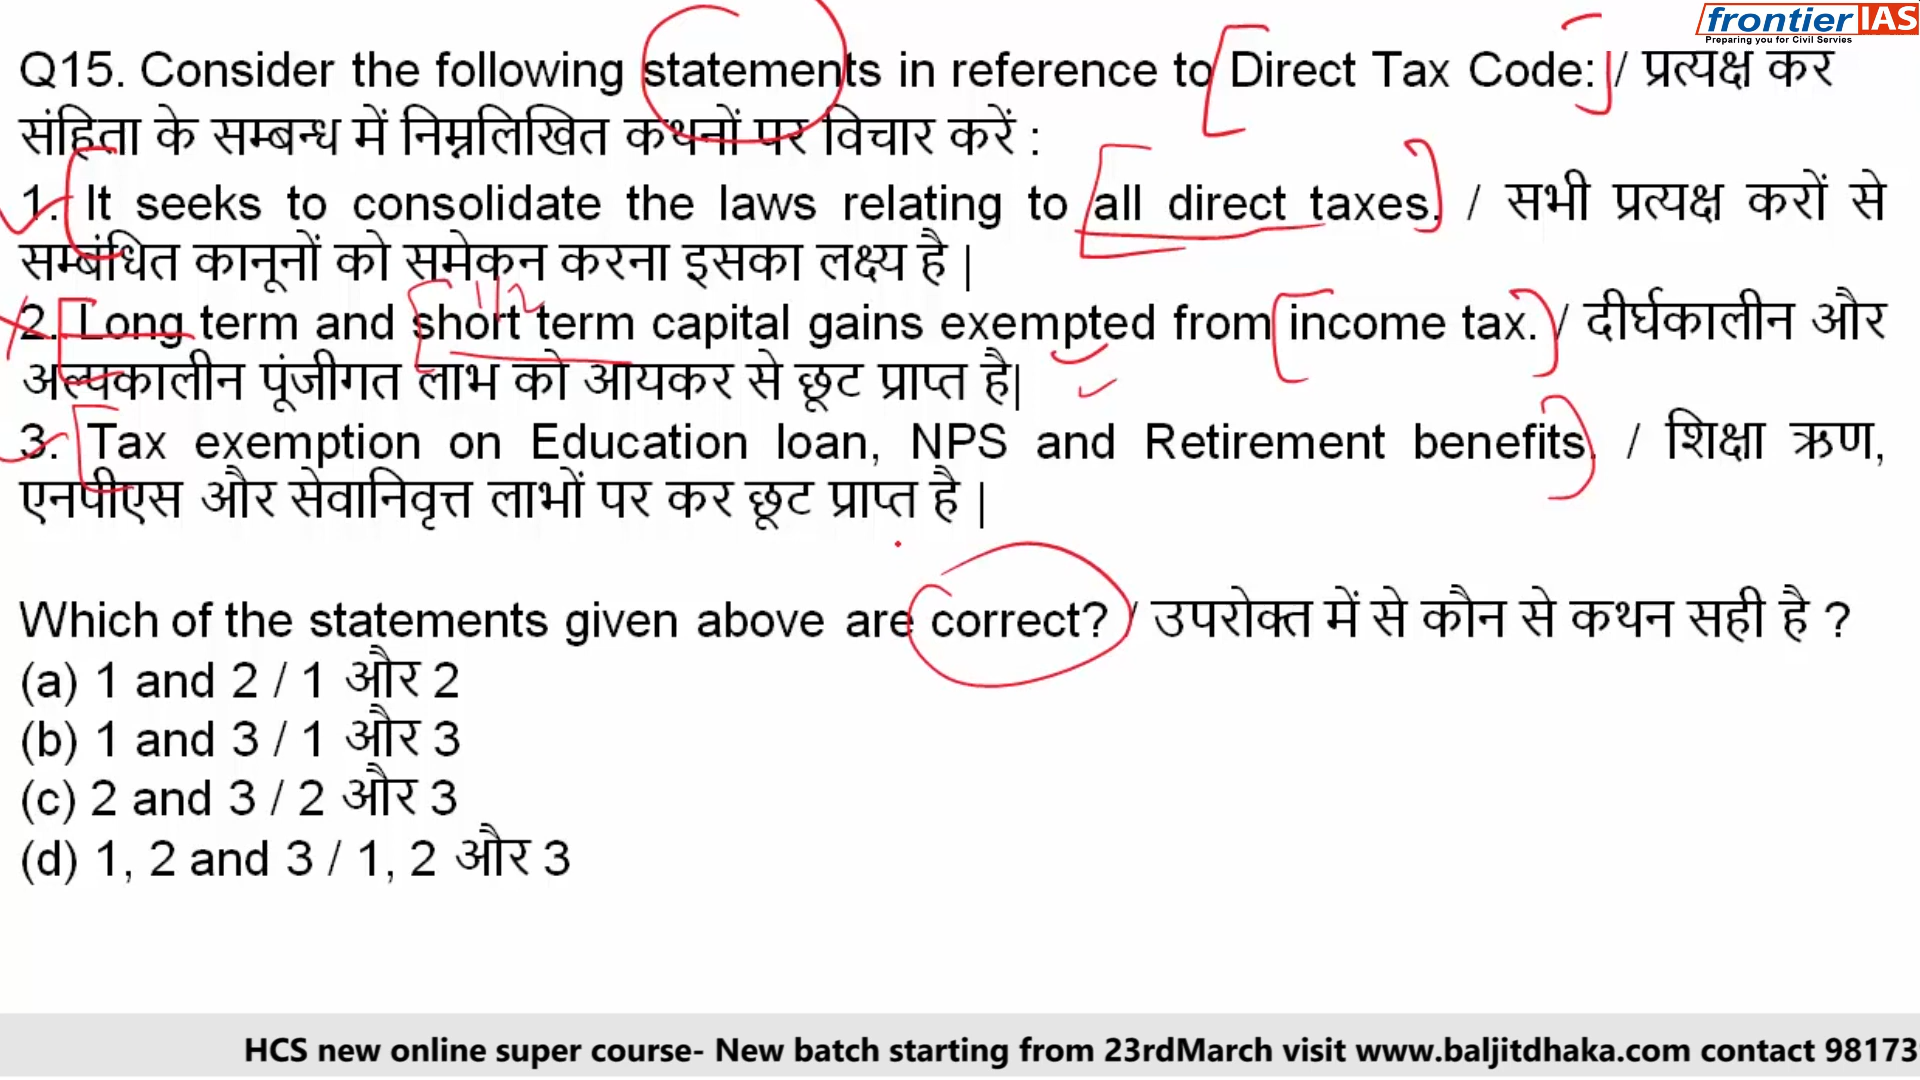 frontier IAS
Preparing you for Civil Servies
Q15. Consider the following statements in reference to Direct Tax Code: / प्रत्यक्ष कर
संहिता के सम्बन्ध में निम्नलिखित कथनों पर विचार करें :
1. It seeks to consolidate the laws relating to all direct taxes. / सभी प्रत्यक्ष करों से
सम्बंधित कानूनों को समेकन करना इसका लक्ष्य है |
1/2
2. Long term and short term capital gains exempted from income tax. / दीर्घकालीन और
अल्पकालीन पूंजीगत लाभ को आयकर से छूट प्राप्त है|
3. Tax exemption on Education loan, NPS and Retirement benefits. / शिक्षा ऋण,
एनपीएस और सेवानिवृत्त लाभों पर कर छूट प्राप्त है |
Which of the statements given above are correct? / उपरोक्त में से कौन से कथन सही है ?
(a) 1 and 2 / 1 और 2
(b) 1 and 3 / 1 और 3
(c) 2 and 3 / 2 और 3
(d) 1, 2 and 3 / 1, 2 और 3
HCS new online super course- New batch starting from 23rdMarch visit www.baljitdhaka.com contact 98173